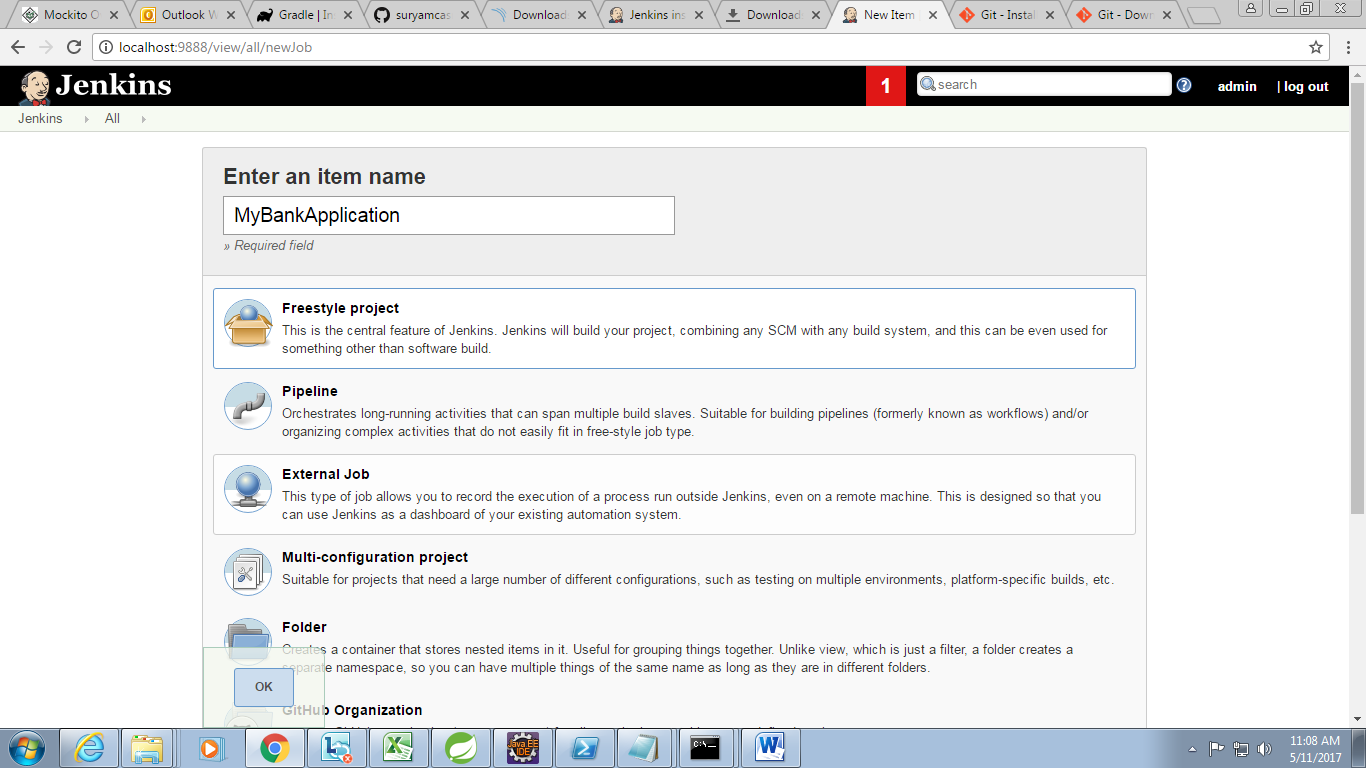 Mockito O
Outlook W
Gradle | In
suryamcas
Download
Jenkins ins
Download
New Item
Git - Instal
Git - Down
localhost:9888/view/all/newJob
Jenkins
1
search
?
admin
| log out
Jenkins
All
Enter an item name
MyBankApplication
» Required field
Freestyle project
This is the central feature of Jenkins. Jenkins will build your project, combining any SCM with any build system, and this can be even used for
something other than software build.
Pipeline
Orchestrates long-running activities that can span multiple build slaves. Suitable for building pipelines (formerly known as workflows) and/or
organizing complex activities that do not easily fit in free-style job type.
External Job
This type of job allows you to record the execution of a process run outside Jenkins, even on a remote machine. This is designed so that you
can use Jenkins as a dashboard of your existing automation system.
Multi-configuration project
Suitable for projects that need a large number of different configurations, such as testing on multiple environments, platform-specific builds, etc.
Folder
Creates a container that stores nested items in it. Useful for grouping things together. Unlike view, which is just a filter, a folder creates a
separate namespace, so you can have multiple things of the same name as long as they are in different folders.
OK
GitHub Organization
Java EE
IDE
C:\
11:08 AM
5/11/2017